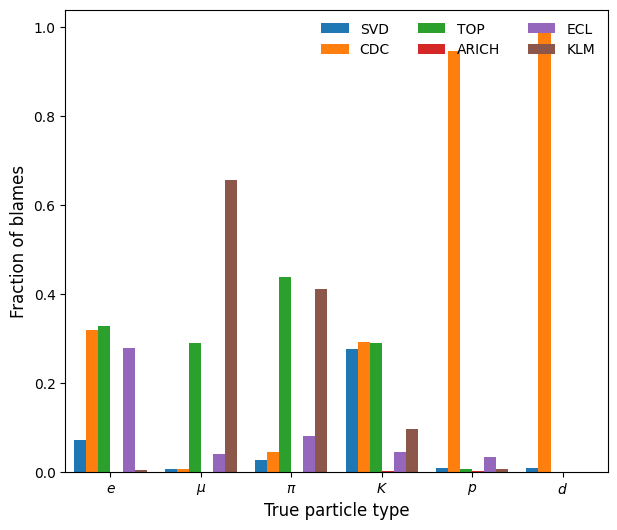 SVD TOP ECL
CDC ARICH KLM
1.0
0.8
0.6
0.4
0.2
0.0
Fraction of blames
e μ π K p d
True particle type